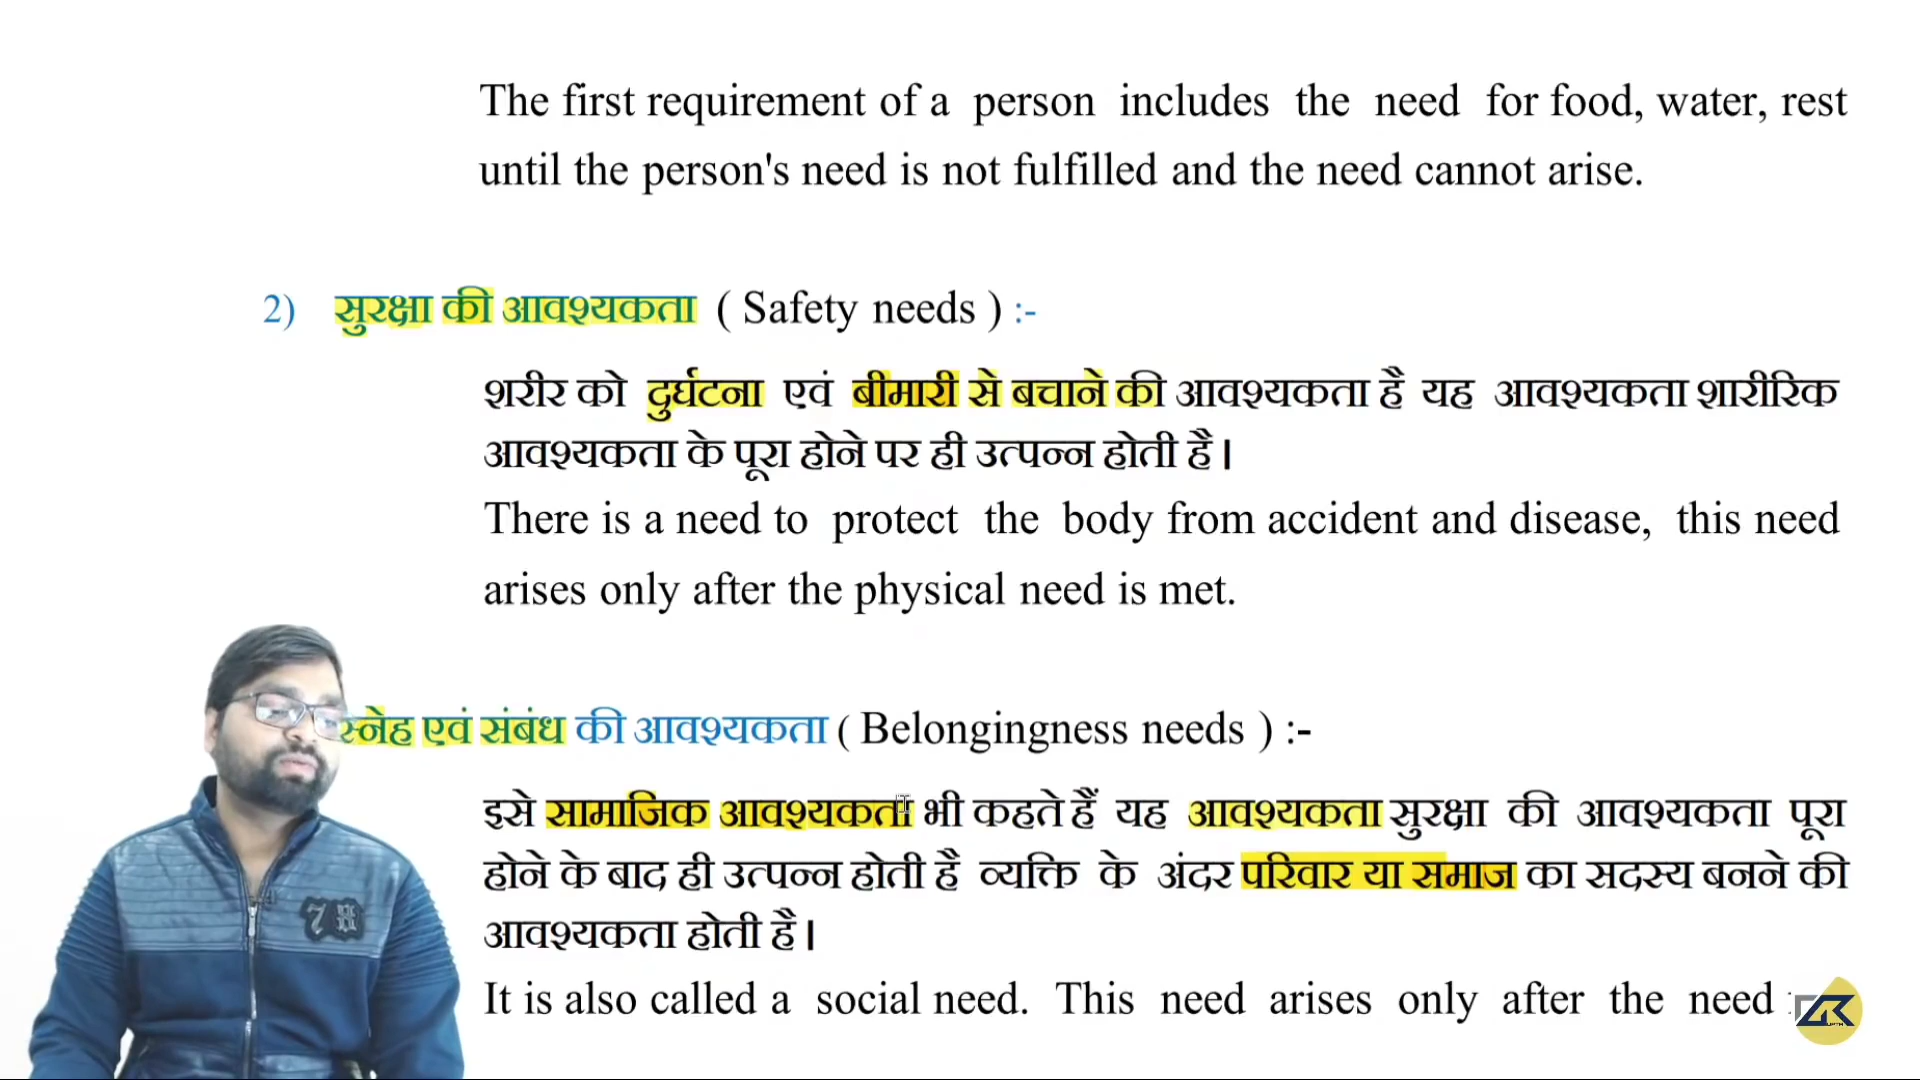 The first requirement of a person includes the need for food, water, rest
until the person's need is not fulfilled and the need cannot arise.
2) सुरक्षा की आवश्यकता ( Safety needs ) :-
शरीर को दुर्घटना एवं बीमारी से बचाने की आवश्यकता है यह आवश्यकता शारीरिक
आवश्यकता के पूरा होने पर ही उत्पन्न होती है।
There is a need to protect the body from accident and disease, this need
arises only after the physical need is met.
स्नेह एवं संबंध की आवश्यकता ( Belongingness needs ) :-
इसे सामाजिक आवश्यकता भी कहते हैं यह आवश्यकता सुरक्षा की आवश्यकता पूरा
होने के बाद ही उत्पन्न होती है व्यक्ति के अंदर परिवार या समाज का सदस्य बनने की
आवश्यकता होती है।
It is also called a social need. This need arises only after the need